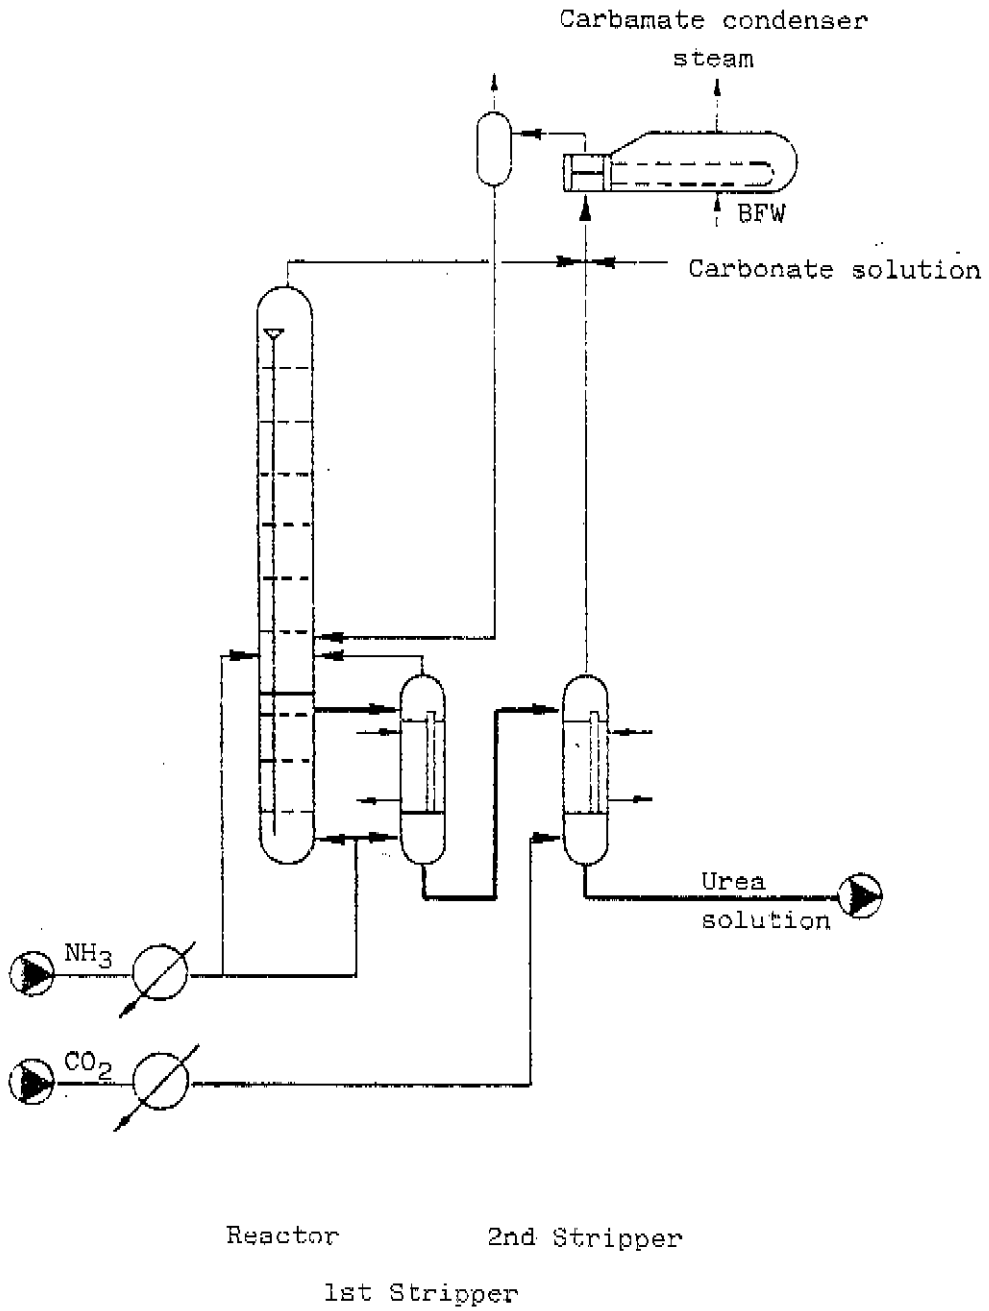 Carbamate condenser
steam
BFW
Carbonate solution
Urea
solution
NH3
CO2
Reactor
2nd Stripper
1st Stripper